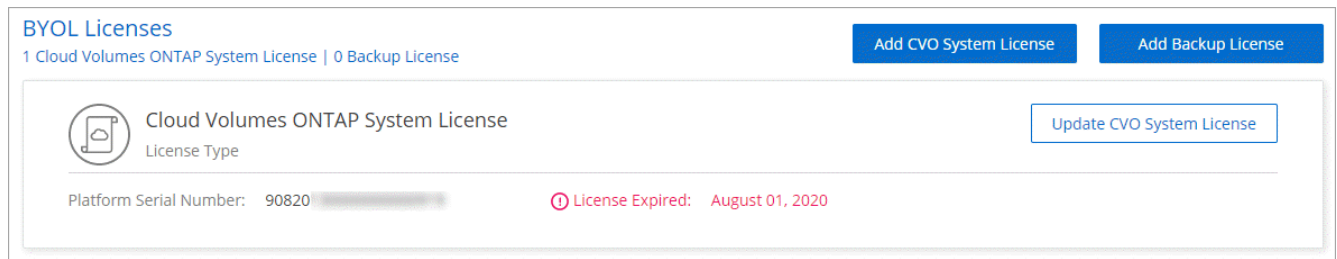 BYOL Licenses
1 Cloud Volumes ONTAP System License | 0 Backup License
Add CVO System License
Add Backup License
Cloud Volumes ONTAP System License
License Type
Update CVO System License
Platform Serial Number: 90820
License Expired: August 01, 2020